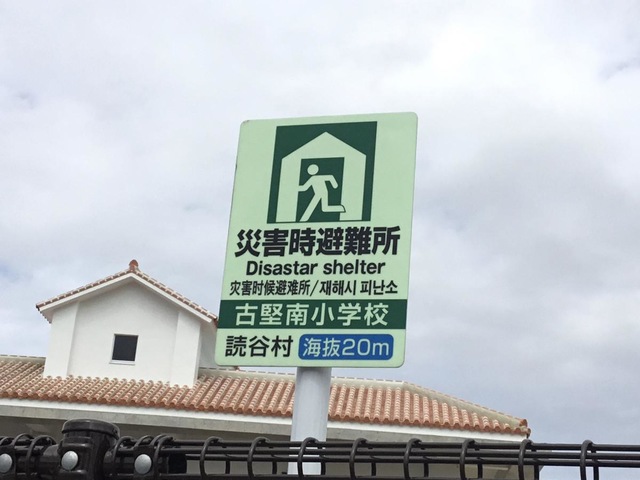 災害時避難所
Disastar shelter
灾害时候避难所/재해시 피난소
古堅南小学校
読谷村 海抜20m